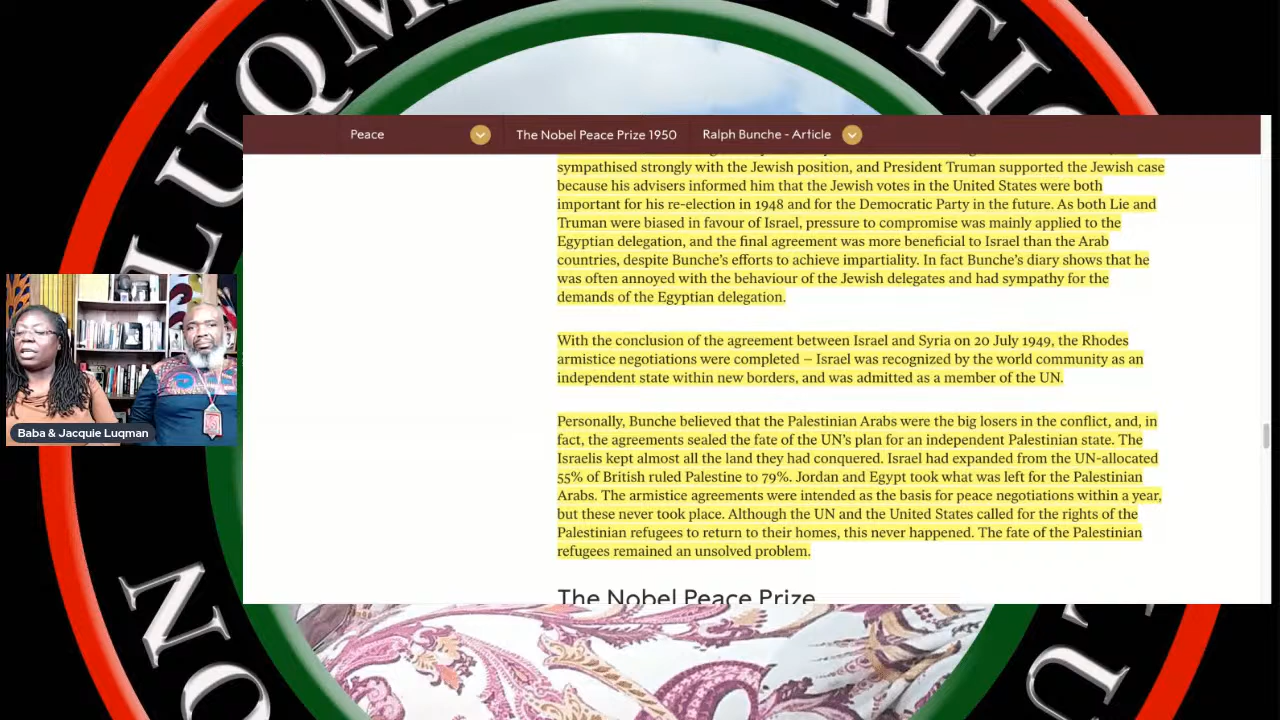 LUQM
ATIO
Peace
The Nobel Peace Prize 1950
Ralph Bunche - Article
sympathised strongly with the Jewish position, and President Truman supported the Jewish case
because his advisers informed him that the Jewish votes in the United States were both
important for his re-election in 1948 and for the Democratic Party in the future. As both Lie and
Truman were biased in favour of Israel, pressure to compromise was mainly applied to the
Egyptian delegation, and the final agreement was more beneficial to Israel than the Arab
countries, despite Bunche's efforts to achieve impartiality. In fact Bunche's diary shows that he
was often annoyed with the behaviour of the Jewish delegates and had sympathy for the
demands of the Egyptian delegation.
With the conclusion of the agreement between Israel and Syria on 20 July 1949, the Rhodes
armistice negotiations were completed – Israel was recognized by the world community as an
independent state within new borders, and was admitted as a member of the UN.
Personally, Bunche believed that the Palestinian Arabs were the big losers in the conflict, and, in
fact, the agreements sealed the fate of the UN's plan for an independent Palestinian state. The
Israelis kept almost all the land they had conquered. Israel had expanded from the UN-allocated
55% of British ruled Palestine to 79%. Jordan and Egypt took what was left for the Palestinian
Arabs. The armistice agreements were intended as the basis for peace negotiations within a year,
but these never took place. Although the UN and the United States called for the rights of the
Palestinian refugees to return to their homes, this never happened. The fate of the Palestinian
refugees remained an unsolved problem.
The Nobel Peace Prize
Baba & Jacquie Luqman
NO
UT